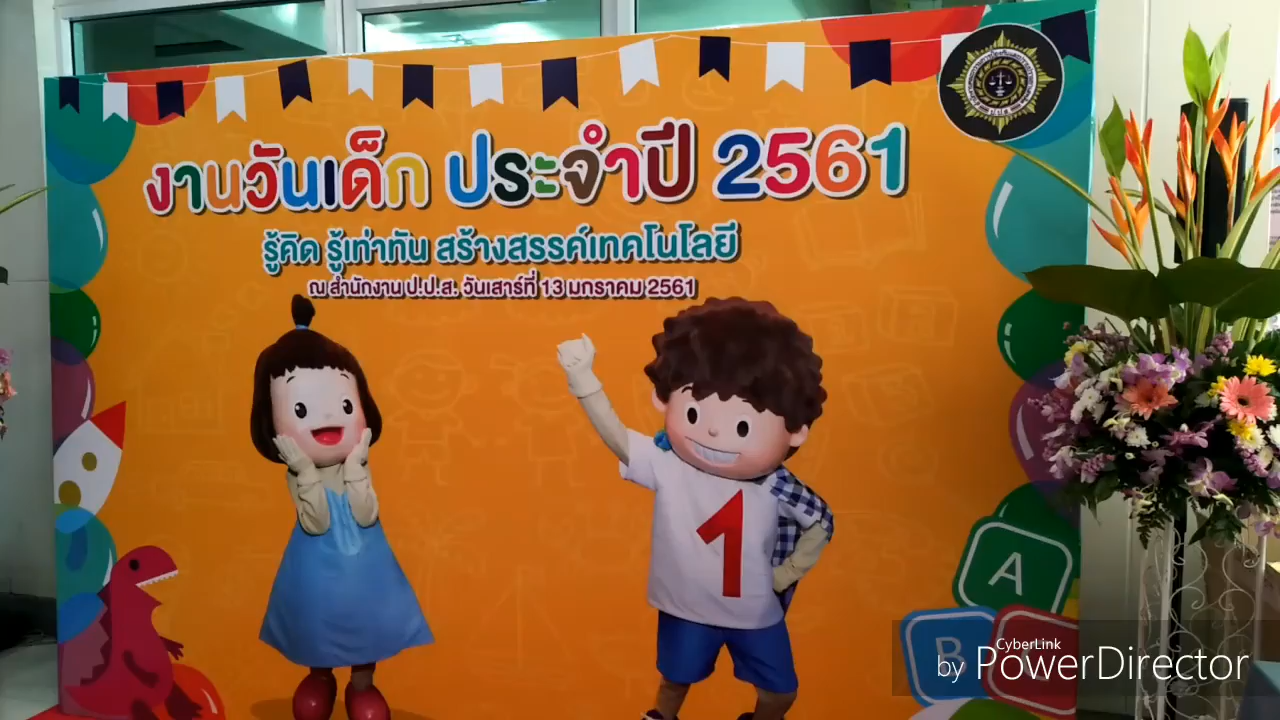 งานวันเด็ก ประจำปี 2561
รู้คิด รู้เท่าทัน สร้างสรรค์เทคโนโลยี
ณ สำนักงาน ป.ป.ส. วันเสาร์ที่ 13 มกราคม 2561
1
A
B
C
CyberLink
by PowerDirector